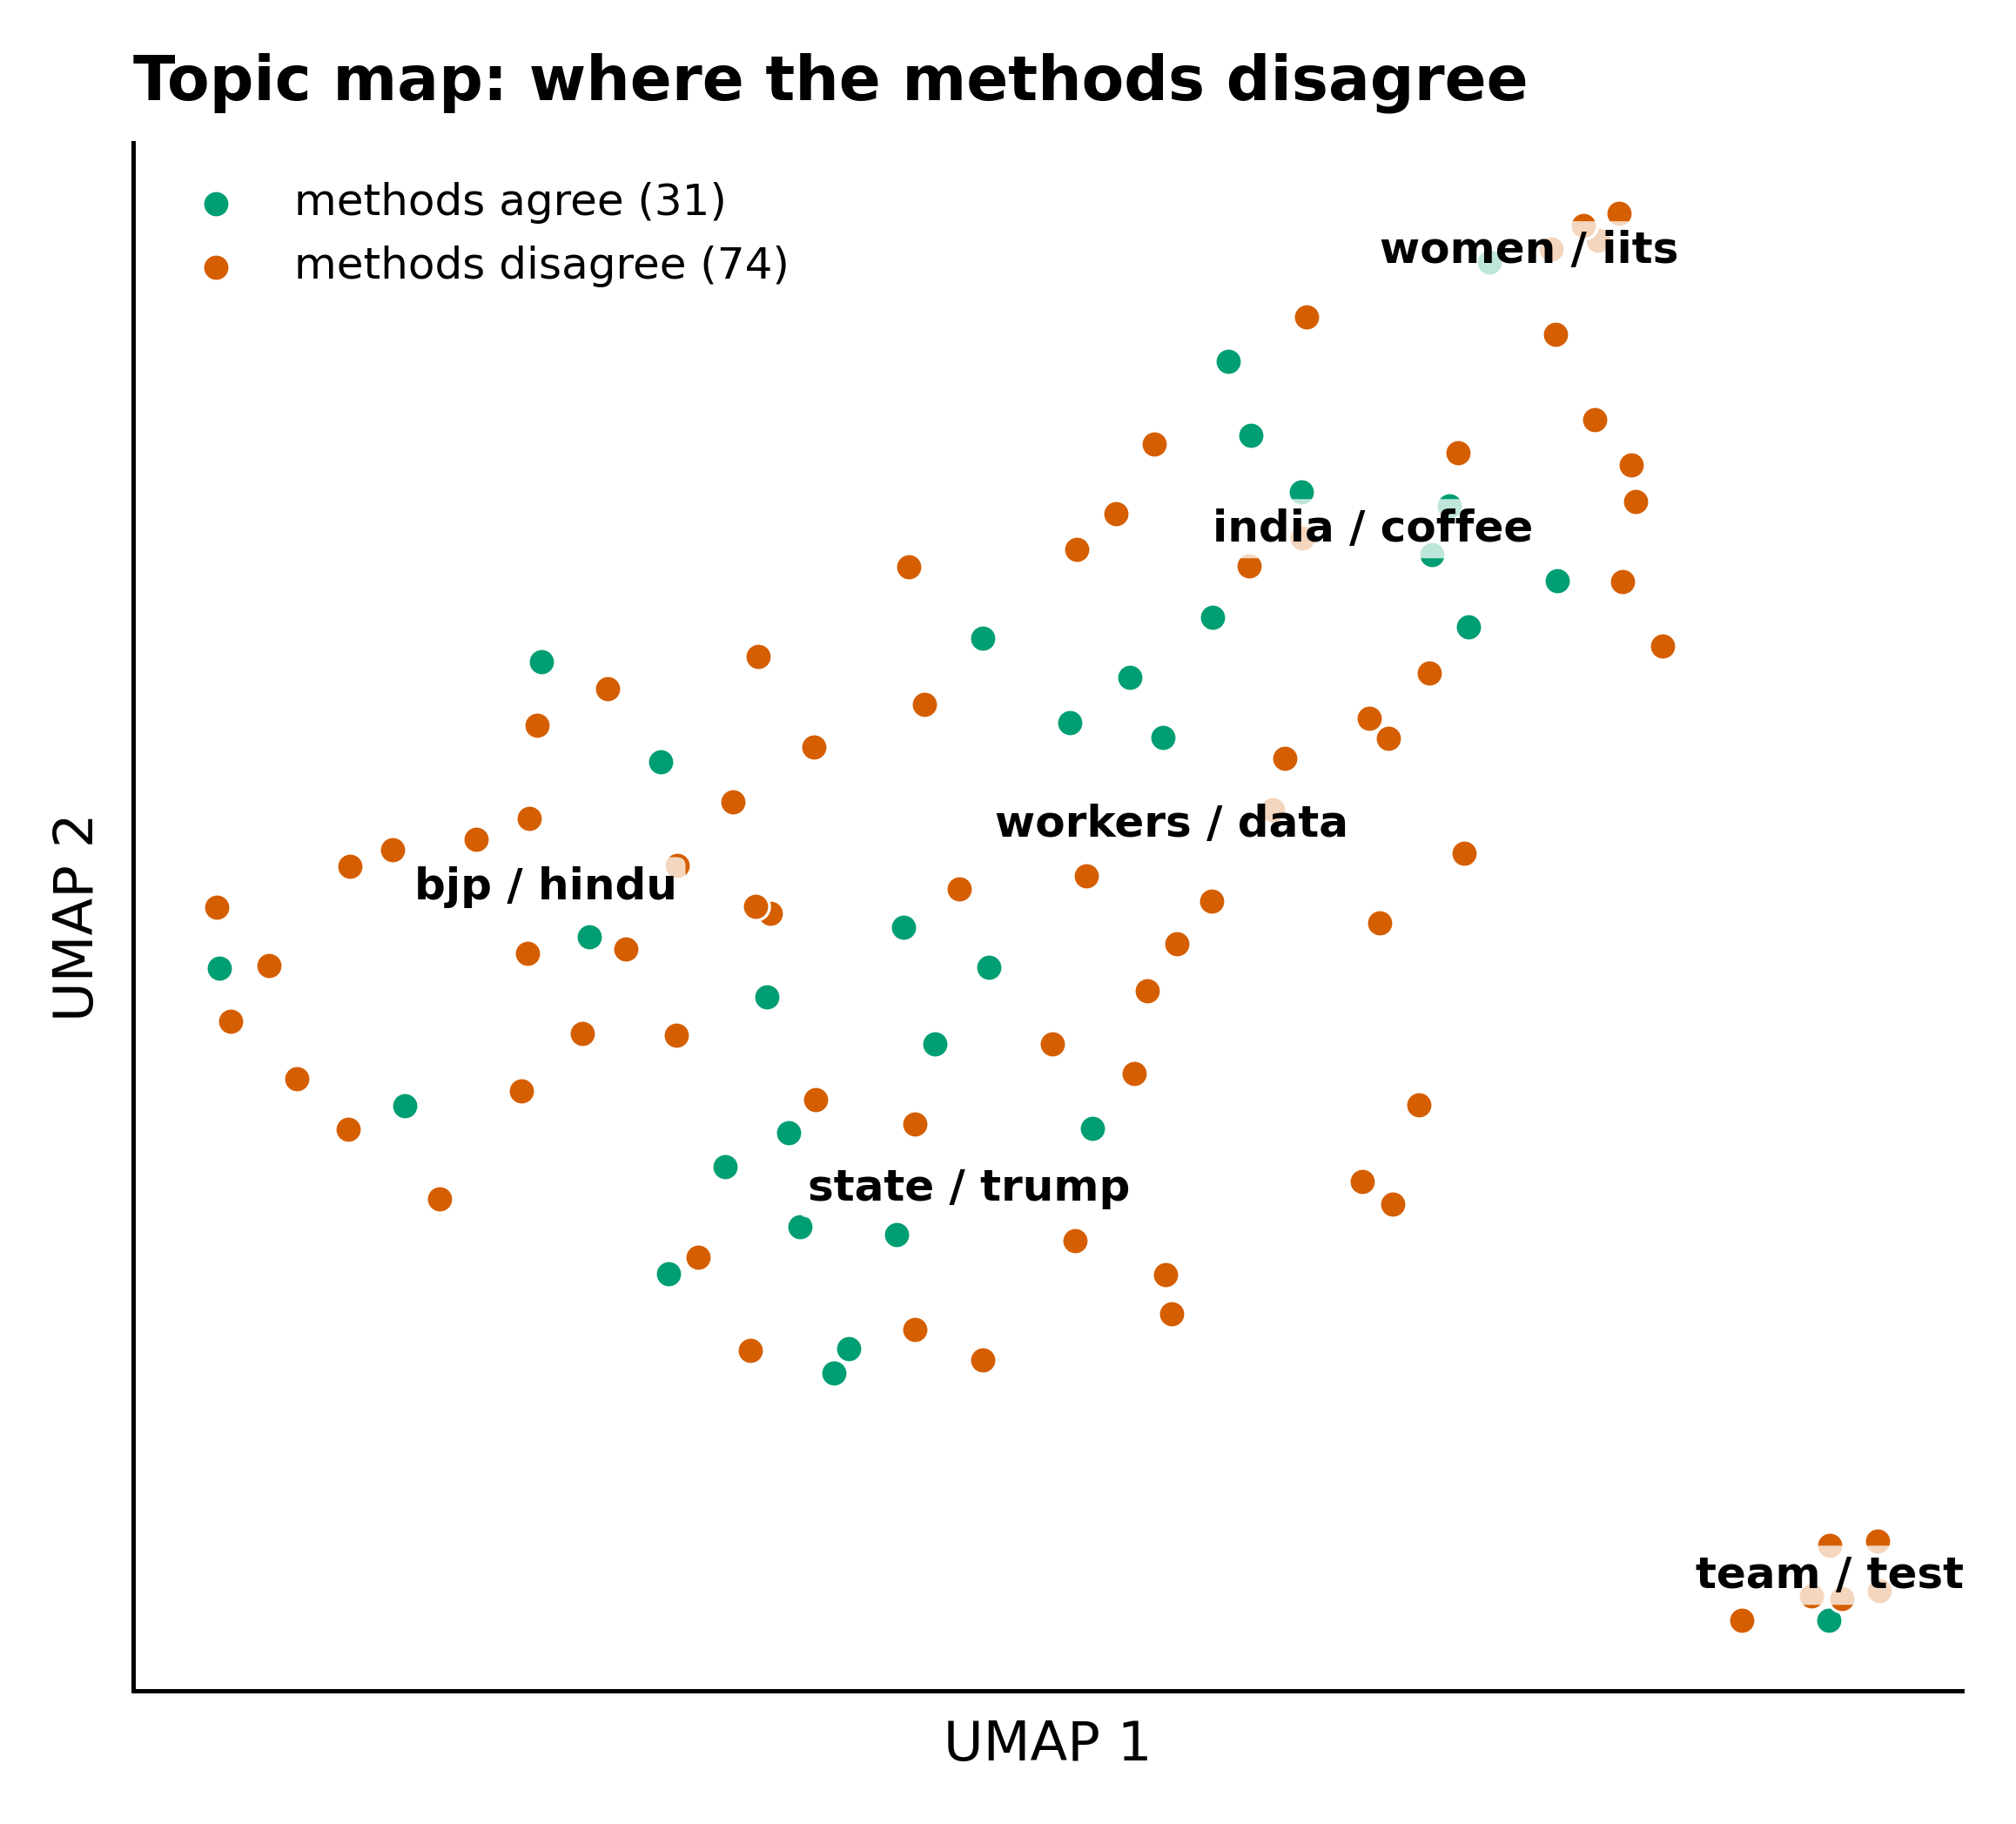 Topic map: where the methods disagree
methods agree (31)
methods disagree (74)
women / iits
india / coffee
workers / data
bjp / hindu
state / trump
team / test
UMAP 2
UMAP 1